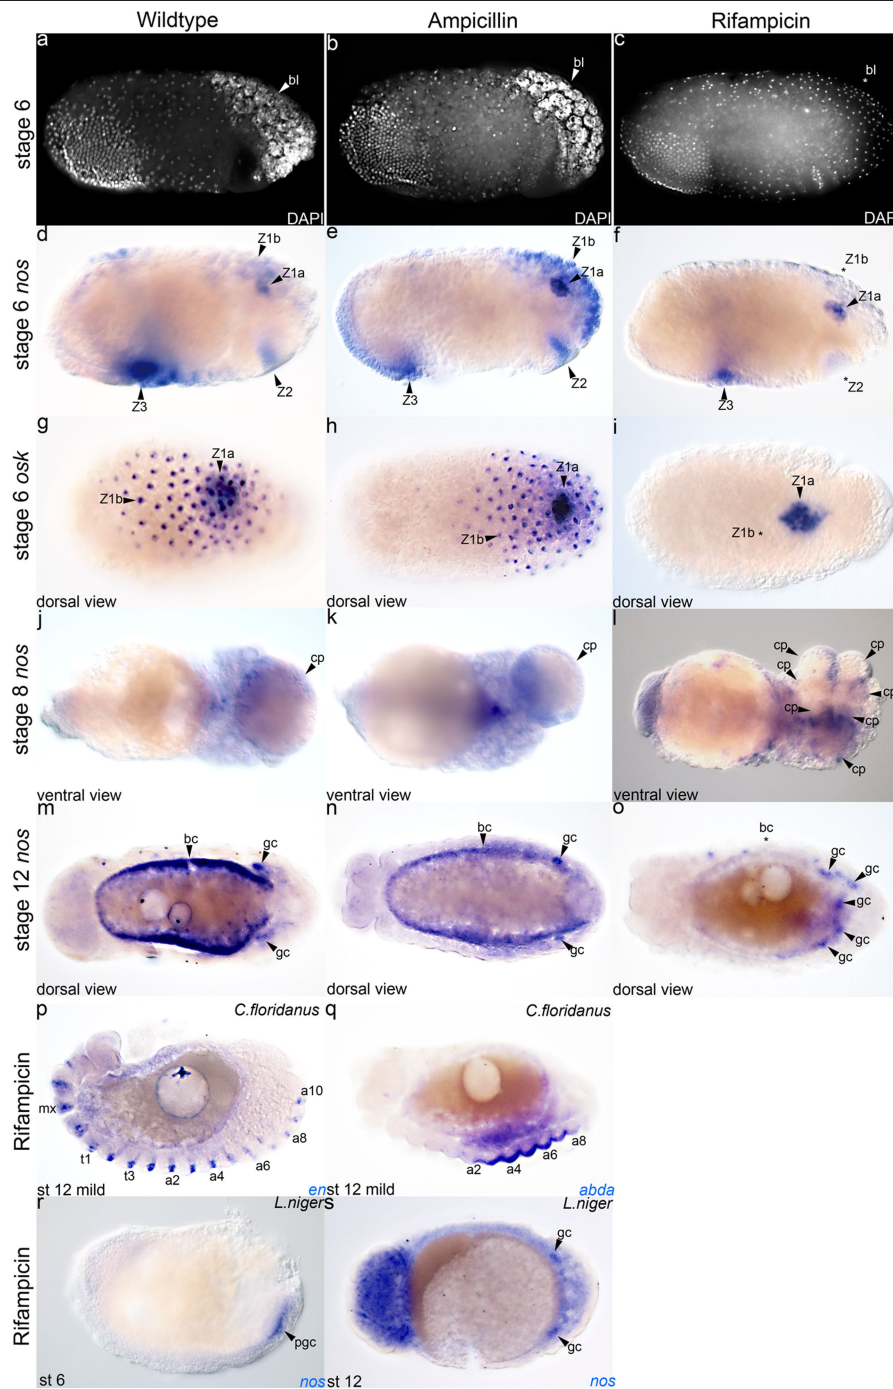 Wildtype
Ampicillin
Rifampicin
stage 6
a
bl
DAPI
b
bl
DAPI
c
bl
*
DAPI
stage 6 nos
d
Z1b
Z1a
Z3
Z2
e
Z1b
Z1a
Z3
Z2
f
Z1b
*
Z1a
*Z2
Z3
stage 6 osk
g
Z1a
Z1b
dorsal view
h
Z1a
Z1b
dorsal view
i
Z1a
Z1b *
dorsal view
stage 8 nos
j
cp
ventral view
k
cp
ventral view
l
cp
cp
cp
cp
cp
cp
cp
ventral view
stage 12 nos
m
bc
gc
gc
dorsal view
n
bc
gc
gc
dorsal view
o
bc
*
gc
gc
gc
gc
gc
dorsal view
Rifampicin
p
C.floridanus
mx
t1
t3
a2
a4
a6
a8
a10
st 12 mild
en
q
C.floridanus
a2
a4
a6
a8
st 12 mild
abda
Rifampicin
r
L.niger
pgc
st 6
nos
s
L.niger
gc
gc
st 12
nos